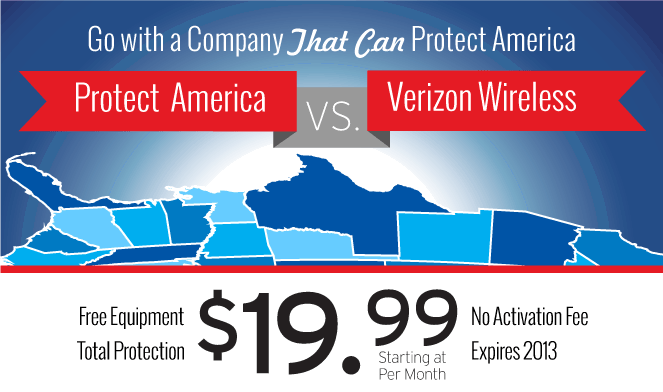 Go with a Company That Can Protect America
Protect America
VS.
Verizon Wireless
Free Equipment
Total Protection
$19.99
Starting at
Per Month
No Activation Fee
Expires 2013